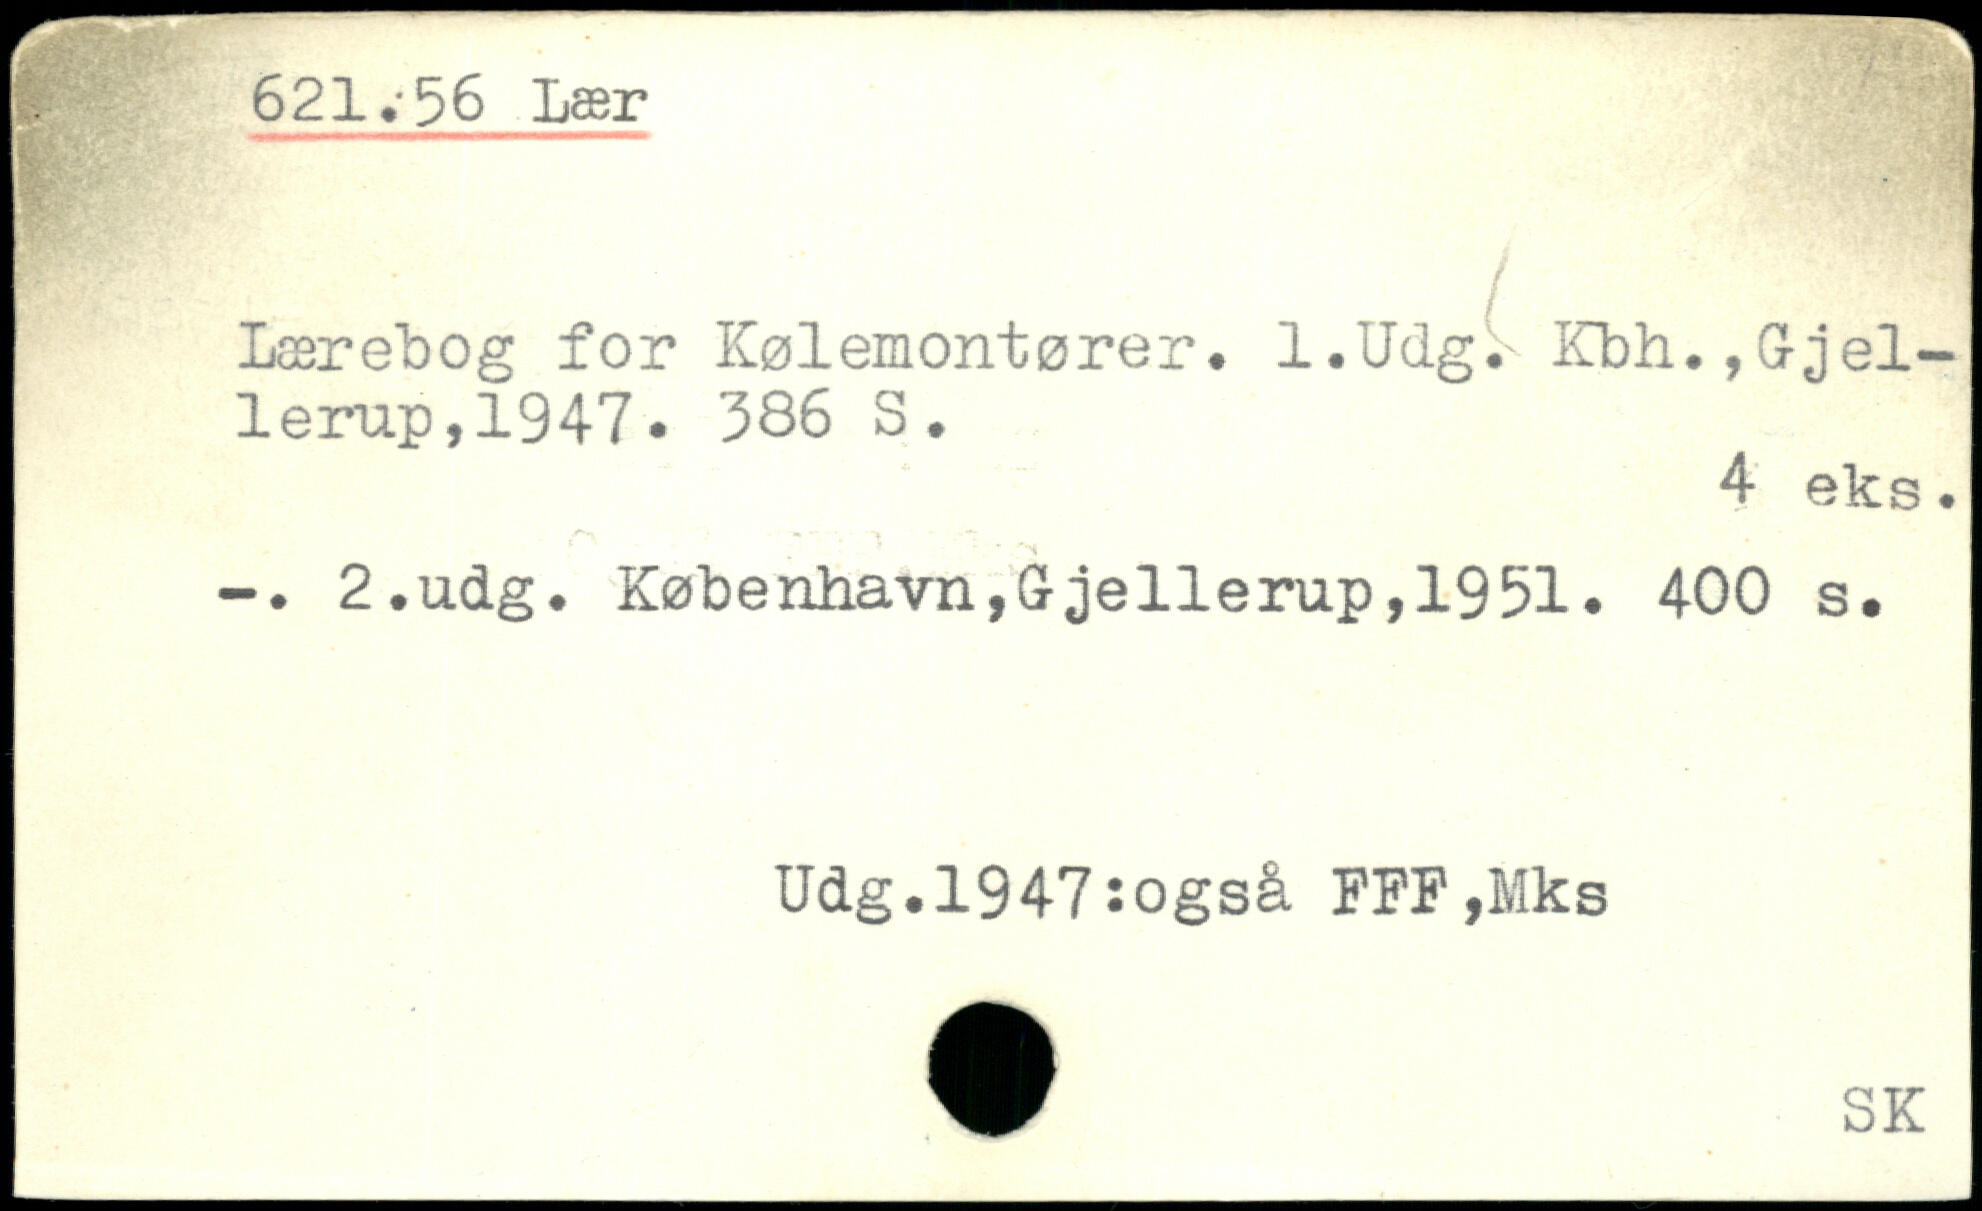 621.56 Lær
Lærebog for Kølemontører. 1.Udg. Kbh.,Gjel-
lerup,1947. 386 S.
4 eks.
-. 2.udg. København,Gjellerup,1951. 400 s.
Udg.1947:også FFF,Mks
SK